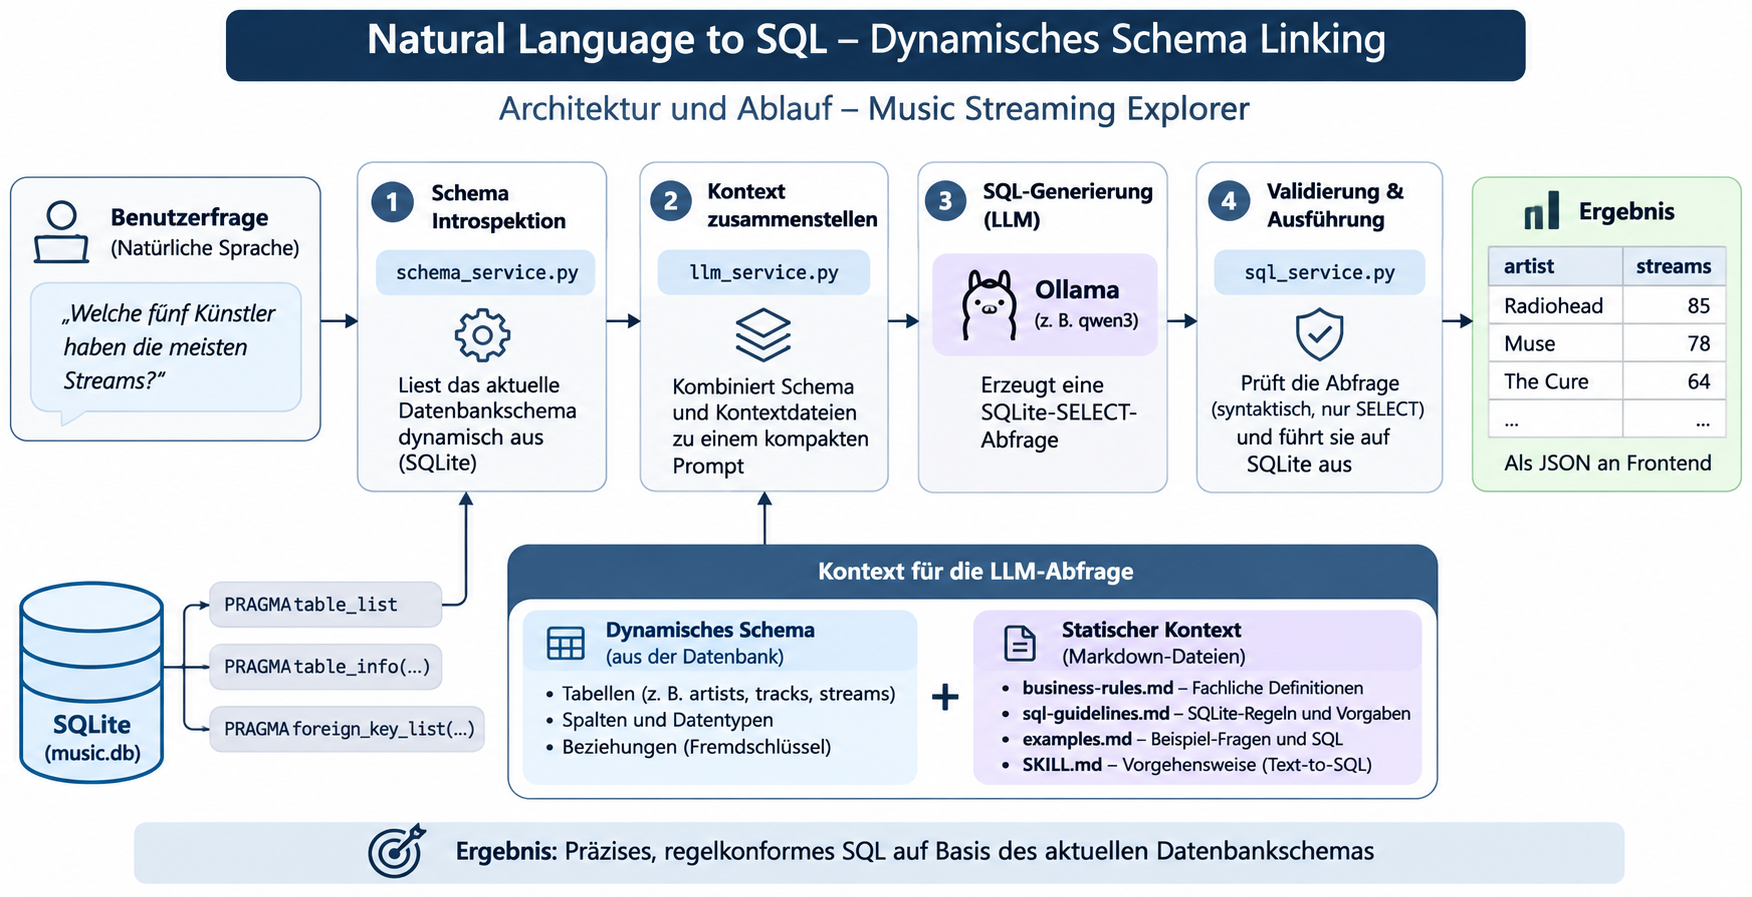 Natural Language to SQL – Dynamisches Schema Linking
Architektur und Ablauf – Music Streaming Explorer
Benutzerfrage
(Natürliche Sprache)
„Welche fünf Künstler
haben die meisten
Streams?“
1
Schema
Introspektion
schema_service.py
Liest das aktuelle
Datenbankschema
dynamisch aus
(SQLite)
2
Kontext
zusammenstellen
llm_service.py
Kombiniert Schema
und Kontextdateien
zu einem kompakten
Prompt
3
SQL-Generierung
(LLM)
Ollama
(z. B. qwen3)
Erzeugt eine
SQLite-SELECT-
Abfrage
4
Validierung &
Ausführung
sql_service.py
Prüft die Abfrage
(syntaktisch, nur SELECT)
und führt sie auf
SQLite aus
Ergebnis
artist streams
Radiohead 85
Muse 78
The Cure 64
... ...
Als JSON an Frontend
SQLite
(music.db)
PRAGMA table_list
PRAGMA table_info(...)
PRAGMA foreign_key_list(...)
Kontext für die LLM-Abfrage
Dynamisches Schema
(aus der Datenbank)
• Tabellen (z. B. artists, tracks, streams)
• Spalten und Datentypen
• Beziehungen (Fremdschlüssel)
+
Statischer Kontext
(Markdown-Dateien)
• business-rules.md – Fachliche Definitionen
• sql-guidelines.md – SQLite-Regeln und Vorgaben
• examples.md – Beispiel-Fragen und SQL
• SKILL.md – Vorgehensweise (Text-to-SQL)
Ergebnis: Präzises, regelkonformes SQL auf Basis des aktuellen Datenbankschemas